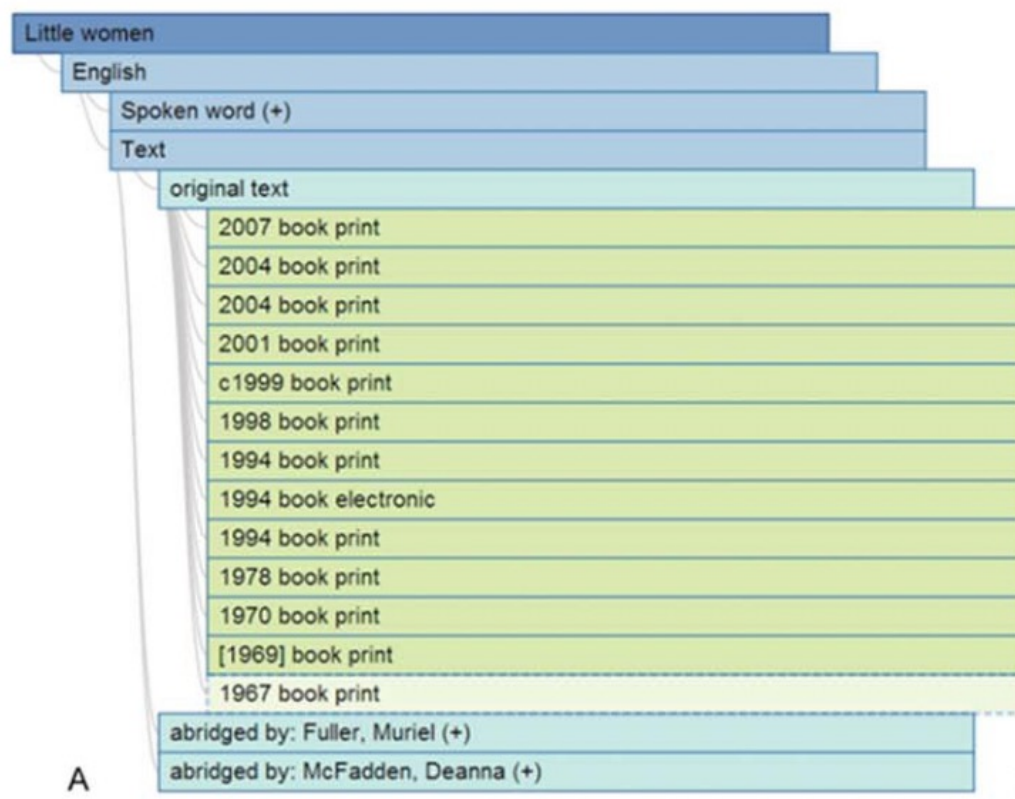 Little women
English
Spoken word (+)
Text
original text
2007 book print
2004 book print
2004 book print
2001 book print
c1999 book print
1998 book print
1994 book print
1994 book electronic
1994 book print
1978 book print
1970 book print
[1969] book print
1967 book print
abridged by: Fuller, Muriel (+)
abridged by: McFadden, Deanna (+)
A